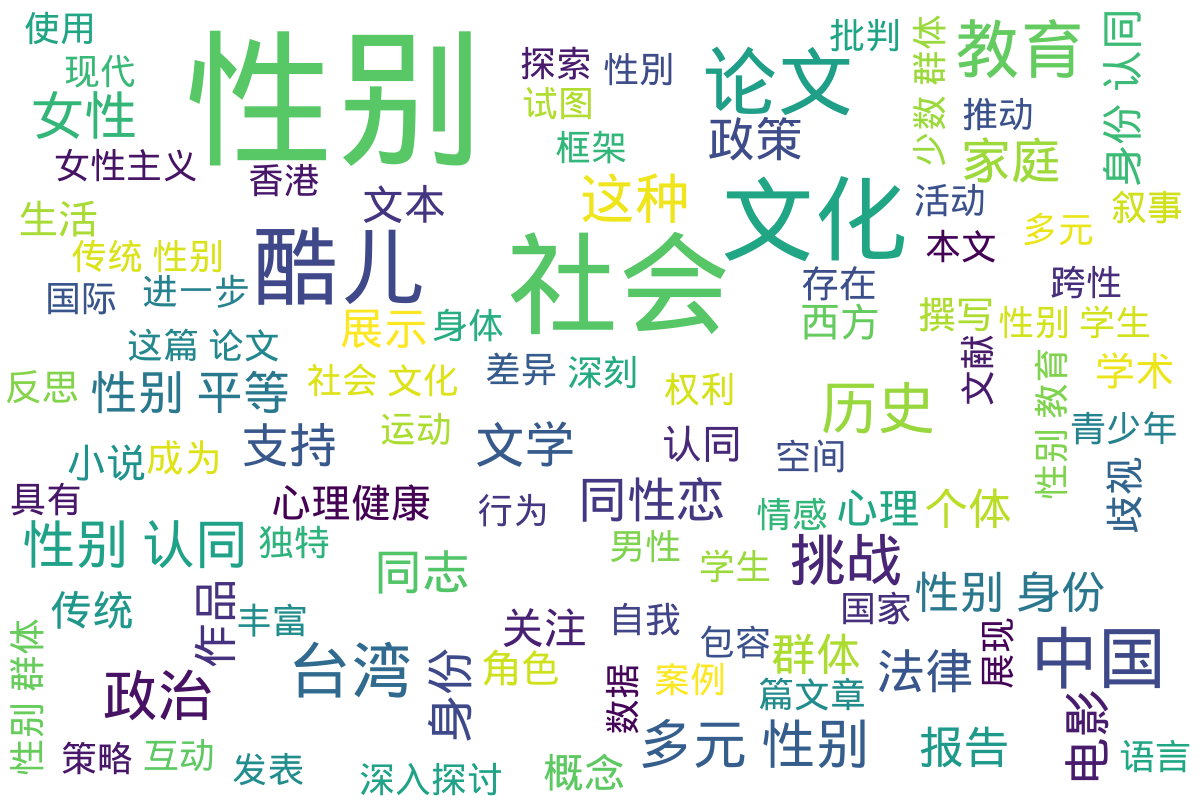 使用
现代
女性
女性主义
性别
香港
探索
性別
试图
框架
论文
政策
批判
少数 群体
教育
推动
家庭
身份 认同
生活
传统 性别
国际
进一步
酷儿
文本
这种
社会
文化
活动
本文
多元
叙事
存在
跨性
西方
撰写
性别 学生
这篇 论文
展示
身体
反思
性别 平等
社会 文化
差异
深刻
权利
历史
文献
性别 教育
学术
青少年
小说
成为
支持
运动
文学
认同
空间
歧视
具有
心理健康
行为
同性恋
情感
心理
个体
性别 认同
独特
同志
男性
学生
挑战
性别 身份
传统
作品
丰富
关注
自我
国家
包容
群体
展现
中国
性别 群体
政治
台湾
身份
角色
数据
案例
篇文章
法律
电影
策略
互动
发表
深入探讨
概念
多元 性别
报告
语言